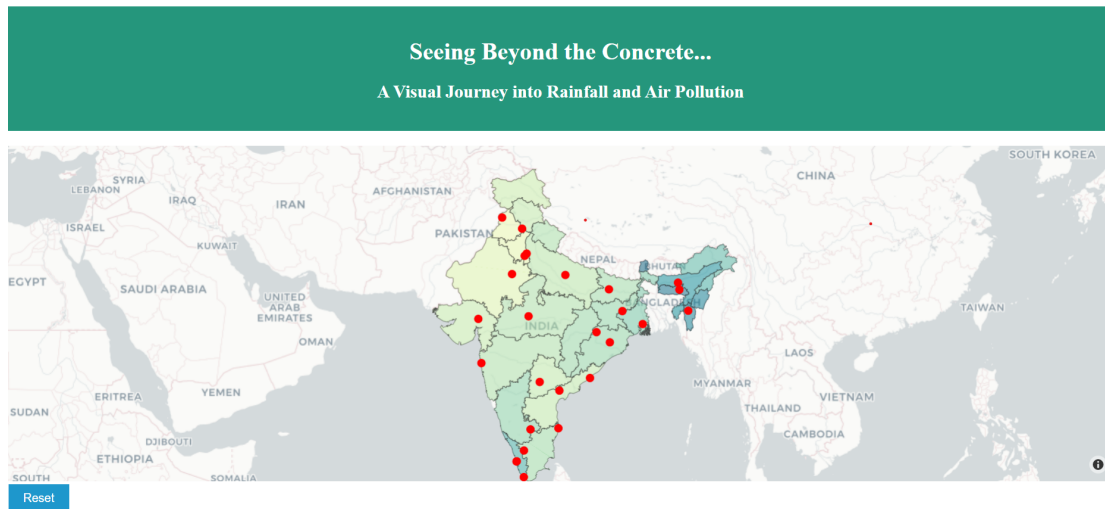 Seeing Beyond the Concrete...
A Visual Journey into Rainfall and Air Pollution
SOUTH KOREA
CHINA
SYRIA
LEBANON
AFGHANISTAN
IRAQ
IRAN
ISRAEL
PAKISTAN
KUWAIT
NEPAL
BHUTAN
EGYPT
SAUDI ARABIA
UNITED
ARAB
EMIRATES
BANGLADESH
TAIWAN
INDIA
OMAN
LAOS
MYANMAR
YEMEN
ERITREA
VIETNAM
THAILAND
SUDAN
CAMBODIA
DJIBOUTI
ETHIOPIA
SOUTH
SOMALIA
Reset